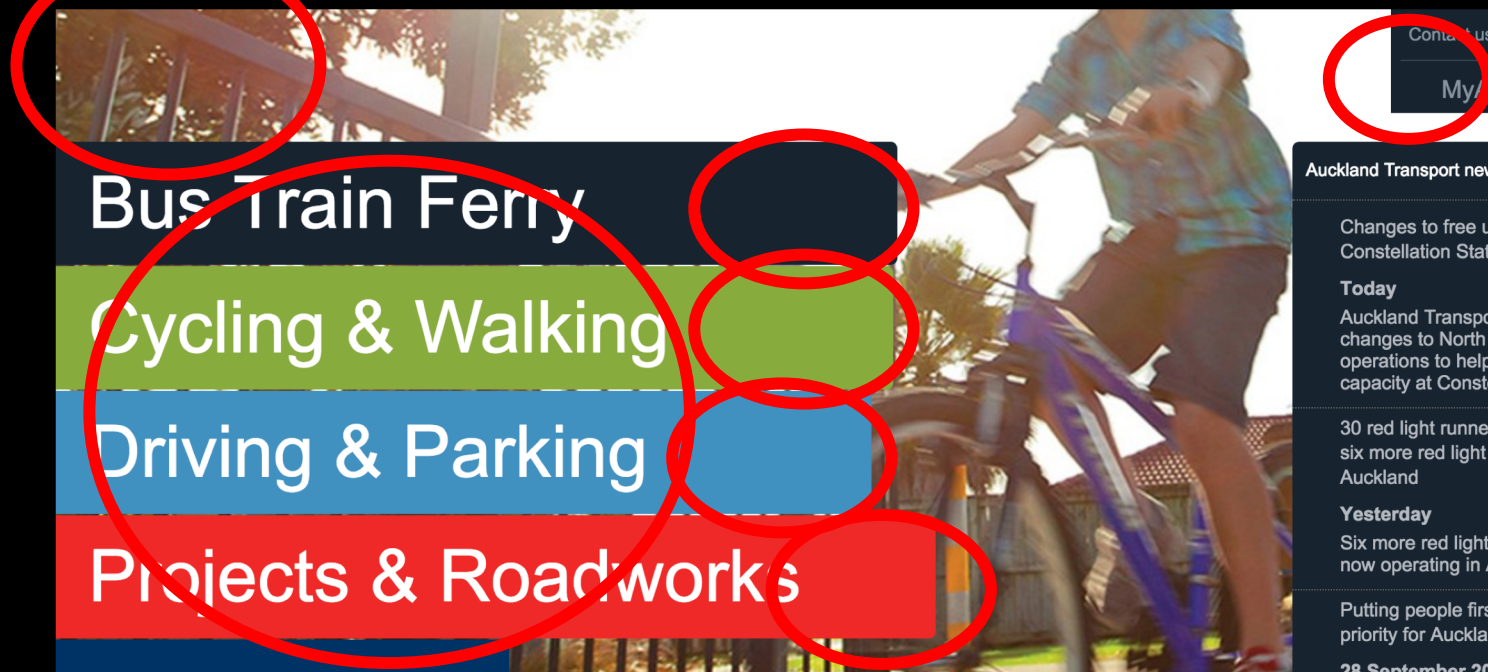 Contact us
Bus Train Ferry
Cycling & Walking
Driving & Parking
Projects & Roadworks
Auckland Transport
Changes to free
Constellation
Today
Auckland
changes to North
operations to help
capacity at
30 red light
six more red light
Auckland
Yesterday
Six more red light
now operating in
Putting people
priority for
28 September